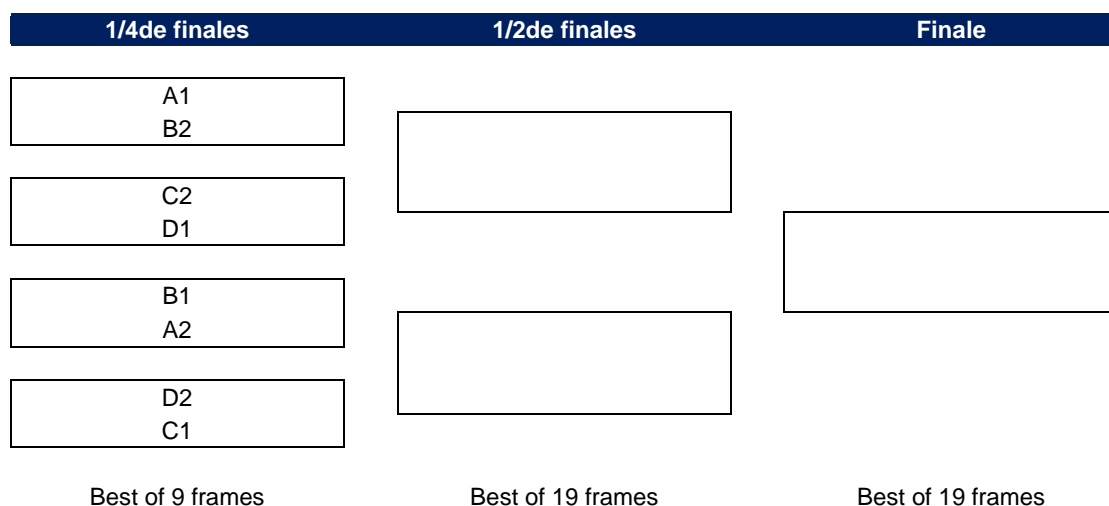 1/4de finales
1/2de finales
Finale
A1
B2
C2
D1
B1
A2
D2
C1
Best of 9 frames
Best of 19 frames
Best of 19 frames